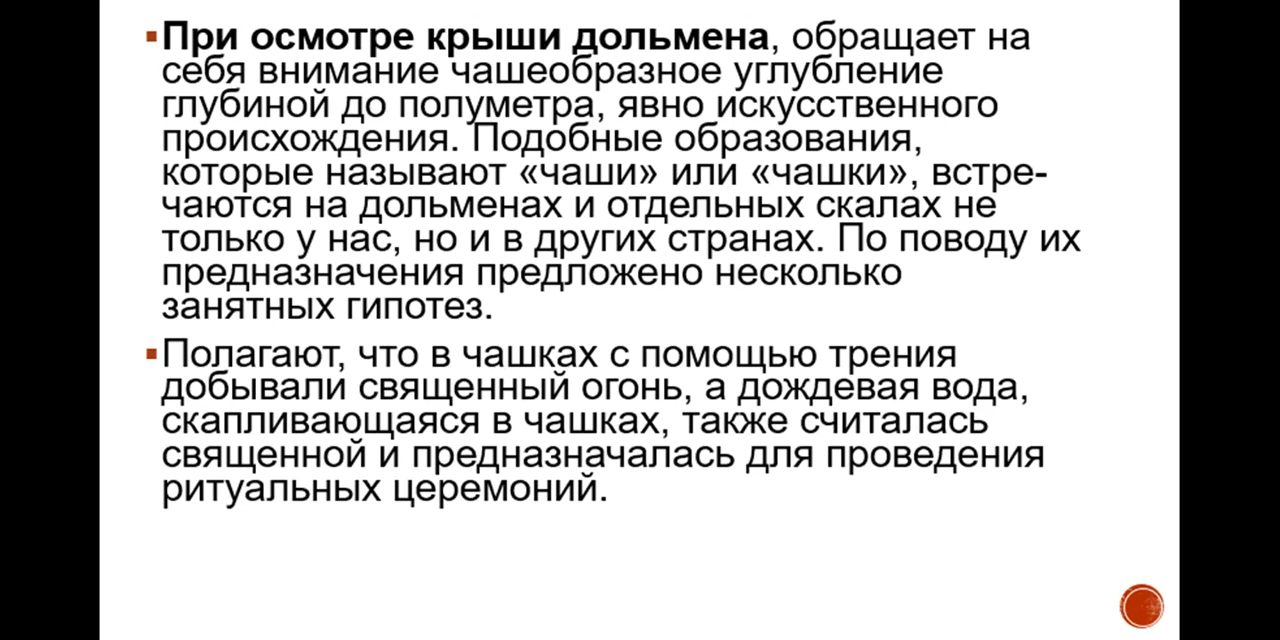 При осмотре крыши дольмена, обращает на
себя внимание чашеобразное углубление
глубиной до полуметра, явно искусственного
происхождения. Подобные образования,
которые называют «чаши» или «чашки», встре-
чаются на дольменах и отдельных скалах не
только у нас, но и в других странах. По поводу их
предназначения предложено несколько
занятных гипотез.
Полагают, что в чашках с помощью трения
добывали священный огонь, а дождевая вода,
скапливающаяся в чашках, также считалась
священной и предназначалась для проведения
ритуальных церемоний.